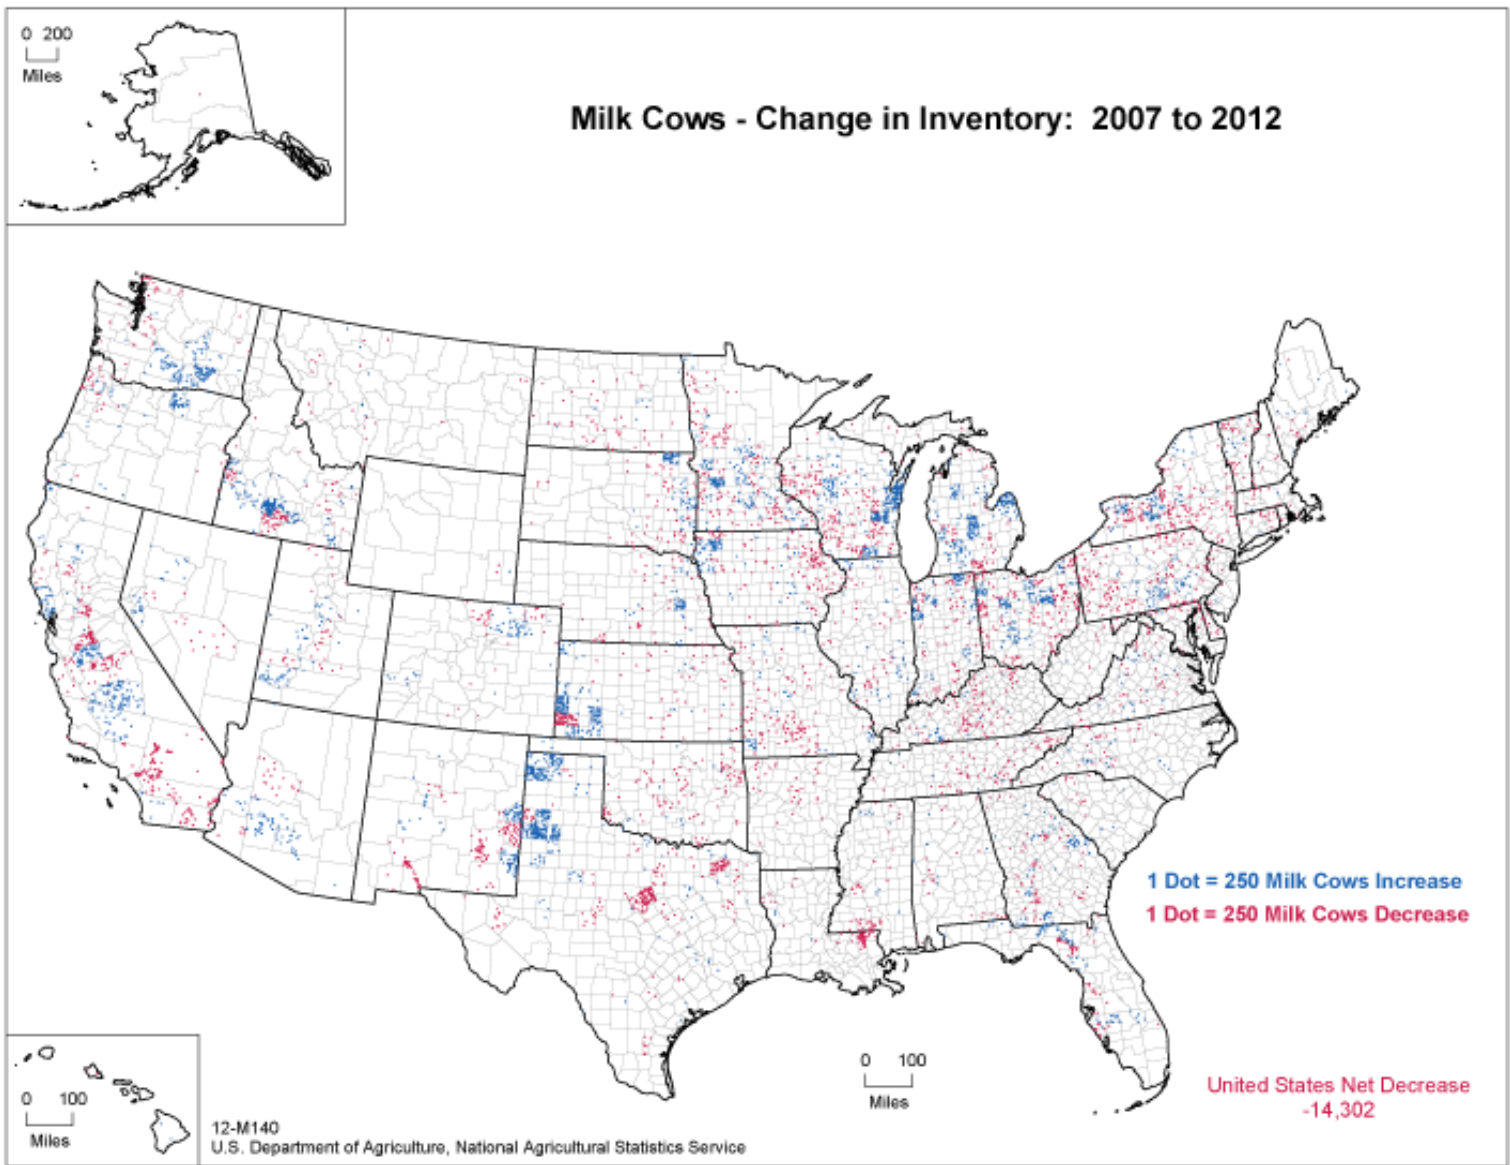 0 200
Miles
Milk Cows - Change in Inventory: 2007 to 2012
1 Dot = 250 Milk Cows Increase
1 Dot = 250 Milk Cows Decrease
0 100
Miles
United States Net Decrease
-14,302
0 100
Miles
12-M140
U.S. Department of Agriculture, National Agricultural Statistics Service